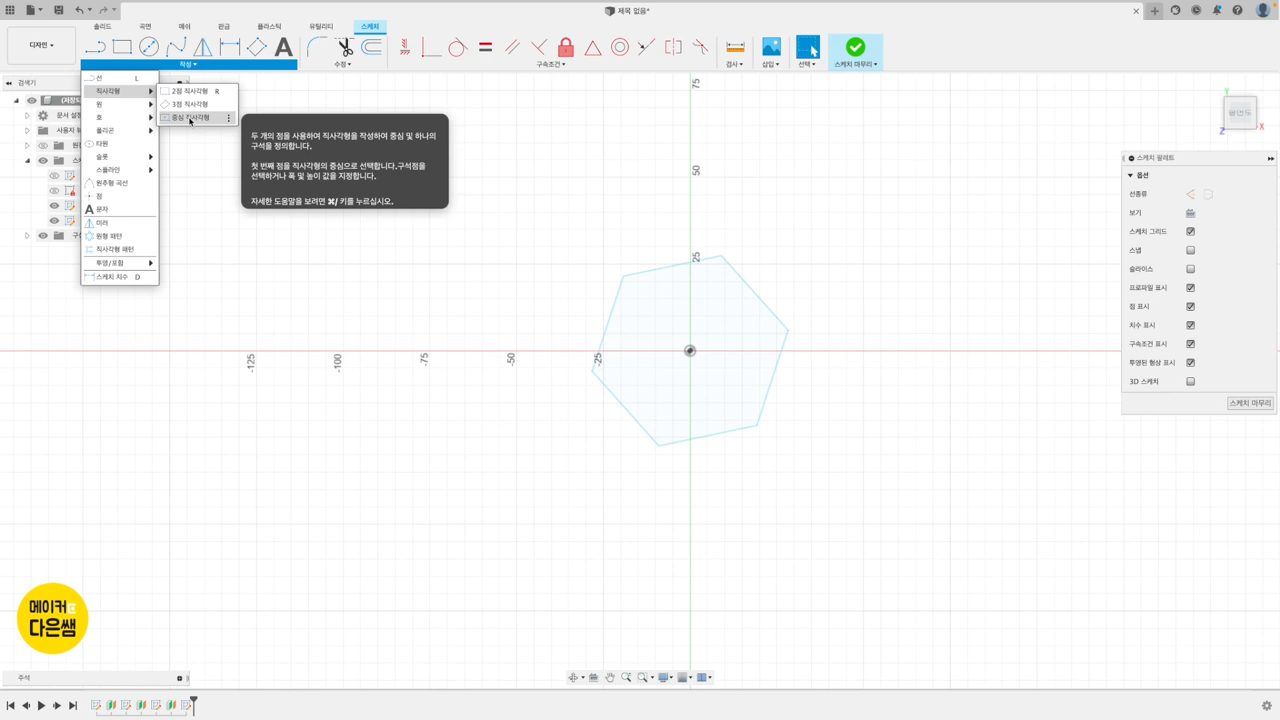 제목 없음*
솔리드 곡면 메쉬 판금 플라스틱 유틸리티 스케치
디자인▾
작성▾ 수정▾ 구속조건▾ 검사▾ 삽입▾ 선택▾ 스케치 마무리▾
검색기
선 L
직사각형
원
호
폴리곤
타원
슬롯
스플라인
원추형 곡선
점
문자
미러
원형 패턴
직사각형 패턴
투영/포함
스케치 치수 D
2점 직사각형 R
3점 직사각형
중심 직사각형
두 개의 점을 사용하여 직사각형을 작성하여 중심 및 하나의
구석을 정의합니다.
첫 번째 점을 직사각형의 중심으로 선택합니다.구석점을
선택하거나 폭 및 높이 값을 지정합니다.
자세한 도움말을 보려면 ⌘/ 키를 누르십시오.
(저장되
문서 설정
사용자 뷰
원점
스케
구성
75
50
25
-125
-100
-75
-50
-25
Z
X
스케치 팔레트
옵션
선종류
보기
스케치 그리드
스냅
슬라이스
프로파일 표시
점 표시
치수 표시
구속조건 표시
투영된 형상 표시
3D 스케치
스케치 마무리
메이커
다은쌤
주석